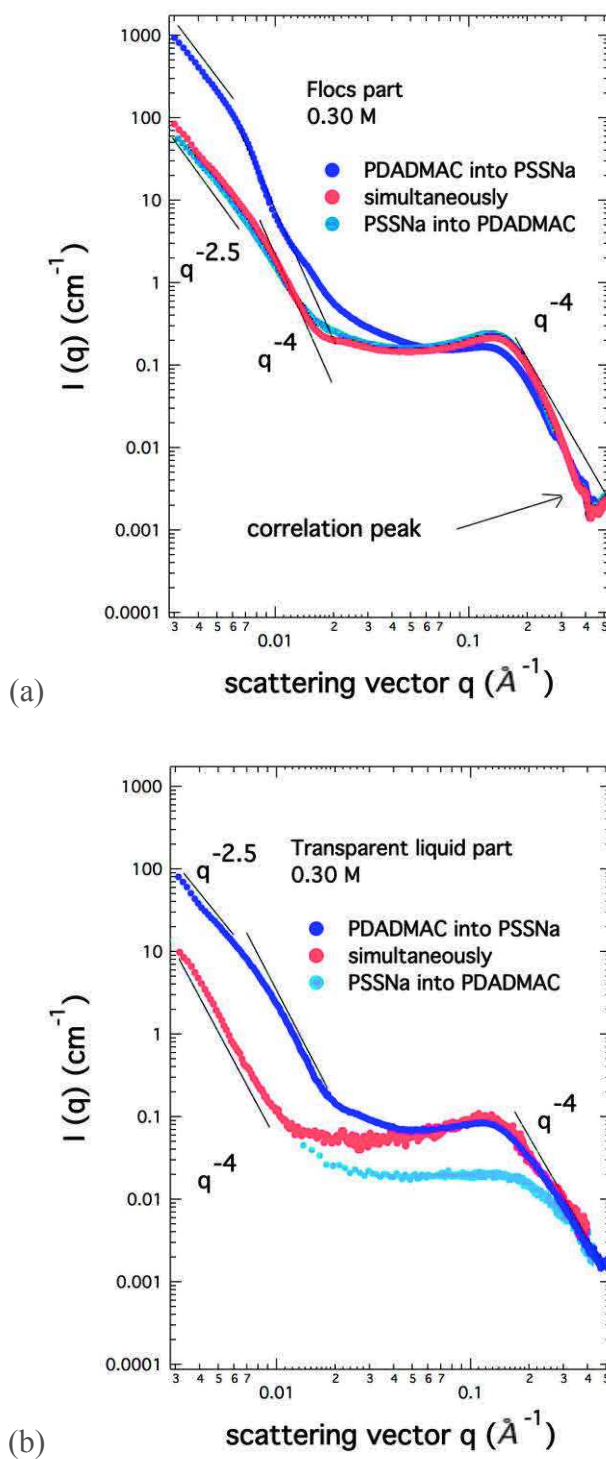 1000
100
10
1
0.1
0.01
0.001
0.0001
I (q) (cm⁻¹)
Flocs part
0.30 M
PDADMAC into PSSNa
simultaneously
PSSNa into PDADMAC
q⁻²·⁵
q⁻⁴
q⁻⁴
correlation peak
3 4 5 6 7 0.01 2 3 4 5 6 7 0.1 2 3 4 5
scattering vector q (Å⁻¹)
(a)
1000
100
10
1
0.1
0.01
0.001
0.0001
I (q) (cm⁻¹)
q⁻²·⁵
Transparent liquid part
0.30 M
PDADMAC into PSSNa
simultaneously
PSSNa into PDADMAC
q⁻⁴
q⁻⁴
3 4 5 6 7 0.01 2 3 4 5 6 7 0.1 2 3 4 5
scattering vector q (Å⁻¹)
(b)